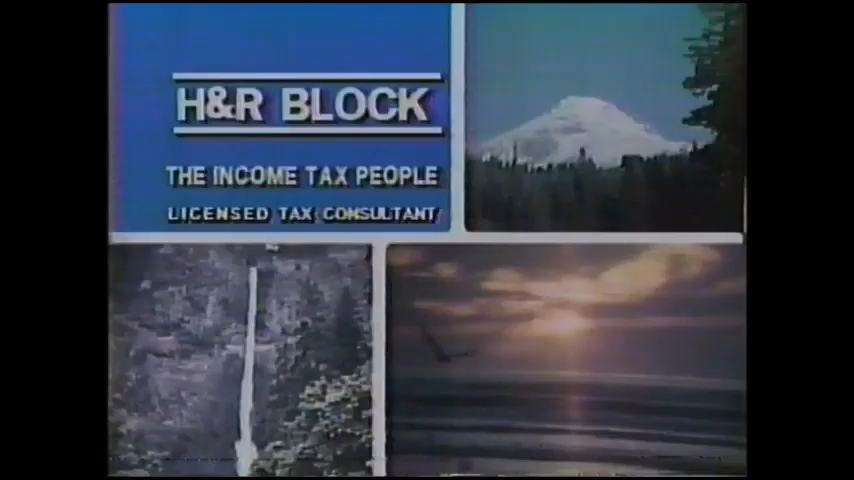 H&R BLOCK
THE INCOME TAX PEOPLE
LICENSED TAX CONSULTANT